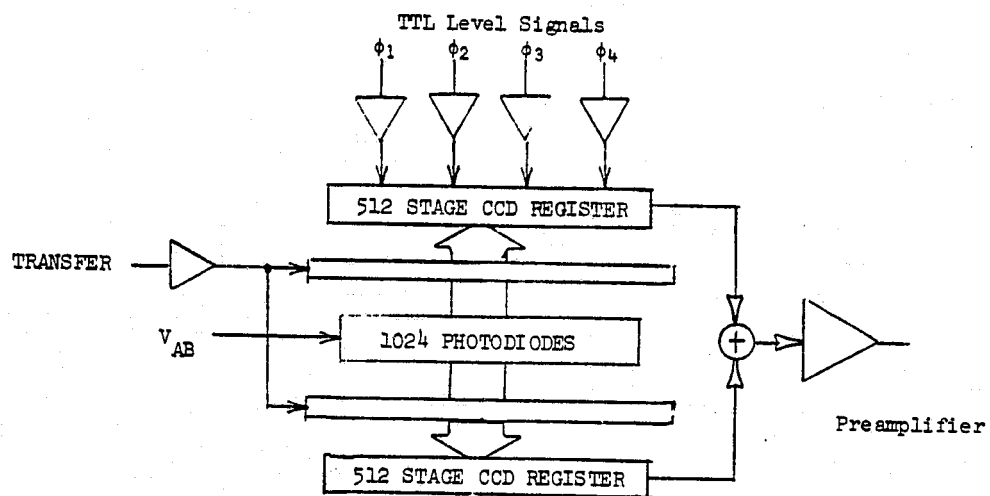 TTL Level Signals
ϕ1 ϕ2 ϕ3 ϕ4
512 STAGE CCD REGISTER
TRANSFER
VAB
1024 PHOTODIODES
+
Preamplifier
512 STAGE CCD REGISTER